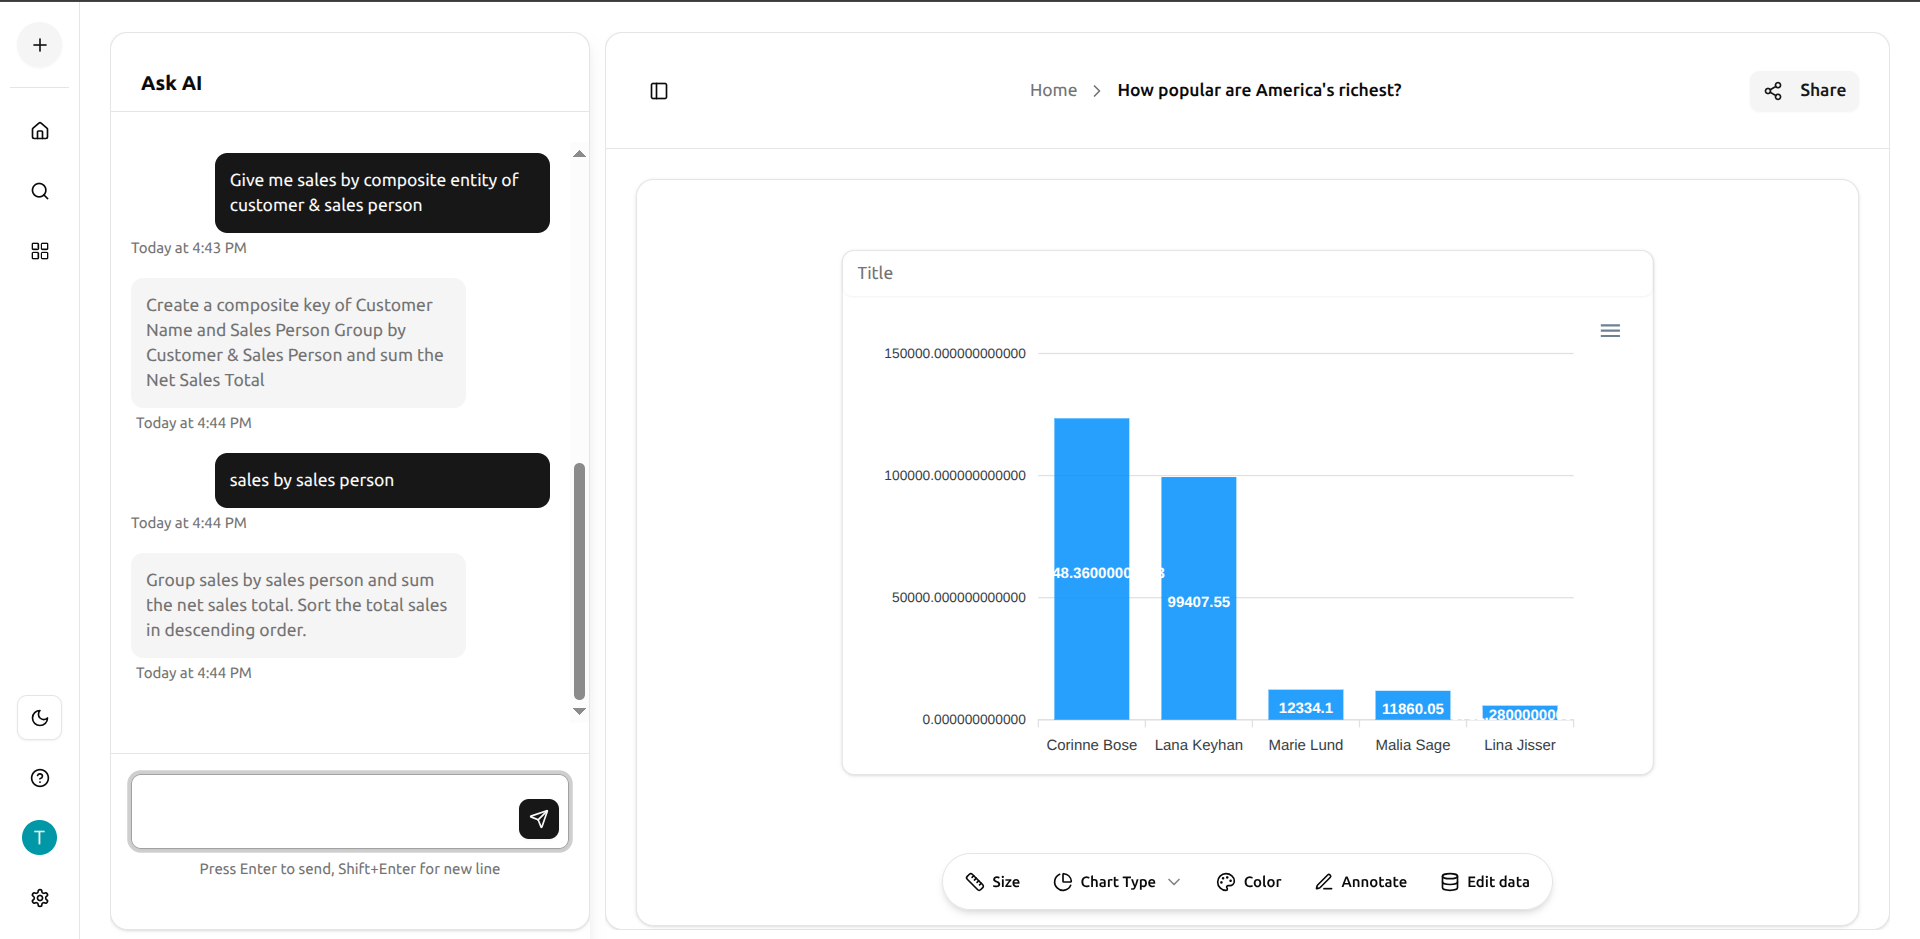 Ask AI
Give me sales by composite entity of
customer & sales person
Today at 4:43 PM
Create a composite key of Customer
Name and Sales Person Group by
Customer & Sales Person and sum the
Net Sales Total
Today at 4:44 PM
sales by sales person
Today at 4:44 PM
Group sales by sales person and sum
the net sales total. Sort the total sales
in descending order.
Today at 4:44 PM
Press Enter to send, Shift+Enter for new line
T
Home > How popular are America's richest?
Share
Title
150000.000000000000
100000.000000000000
50000.000000000000
0.000000000000
99407.55
12334.1
11860.05
Corinne Bose Lana Keyhan Marie Lund Malia Sage Lina Jisser
Size Chart Type Color Annotate Edit data